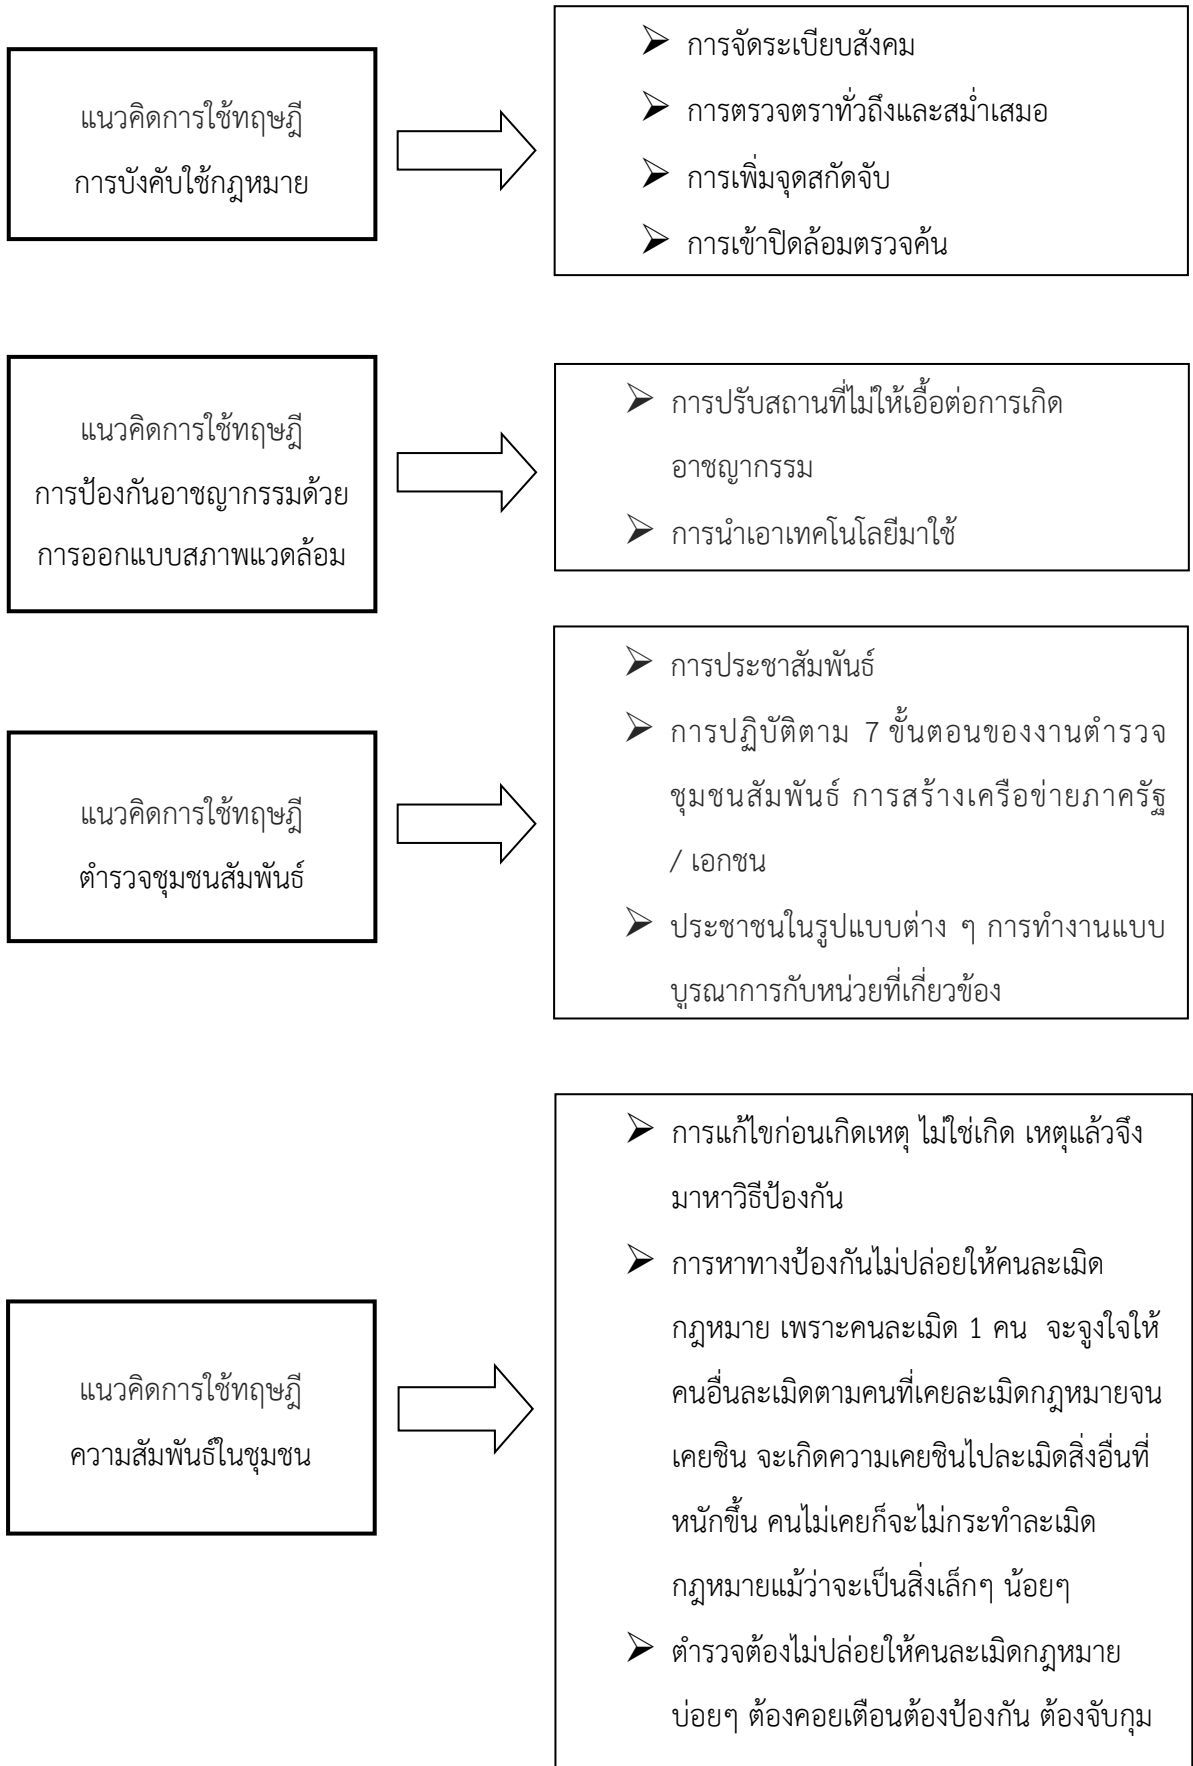 แนวคิดการใช้ทฤษฎี
การบังคับใช้กฎหมาย
➢ การจัดระเบียบสังคม
➢ การตรวจตราทั่วถึงและสม่ำเสมอ
➢ การเพิ่มจุดสกัดจับ
➢ การเข้าปิดล้อมตรวจค้น
แนวคิดการใช้ทฤษฎี
การป้องกันอาชญากรรมด้วย
การออกแบบสภาพแวดล้อม
➢ การปรับสถานที่ไม่ให้เอื้อต่อการเกิด
อาชญากรรม
➢ การนำเอาเทคโนโลยีมาใช้
แนวคิดการใช้ทฤษฎี
ตำรวจชุมชนสัมพันธ์
➢ การประชาสัมพันธ์
➢ การปฏิบัติตาม 7 ขั้นตอนของงานตำรวจ
ชุมชนสัมพันธ์ การสร้างเครือข่ายภาครัฐ
/ เอกชน
➢ ประชาชนในรูปแบบต่าง ๆ การทำงานแบบ
บูรณาการกับหน่วยที่เกี่ยวข้อง
แนวคิดการใช้ทฤษฎี
ความสัมพันธ์ในชุมชน
➢ การแก้ไขก่อนเกิดเหตุ ไม่ใช่เกิด เหตุแล้วจึง
มาหาวิธีป้องกัน
➢ การหาทางป้องกันไม่ปล่อยให้คนละเมิด
กฎหมาย เพราะคนละเมิด 1 คน จะจูงใจให้
คนอื่นละเมิดตามคนที่เคยละเมิดกฎหมายจน
เคยชิน จะเกิดความเคยชินไปละเมิดสิ่งอื่นที่
หนักขึ้น คนไม่เคยก็จะไม่กระทำละเมิด
กฎหมายแม้ว่าจะเป็นสิ่งเล็กๆ น้อยๆ
➢ ตำรวจต้องไม่ปล่อยให้คนละเมิดกฎหมาย
บ่อยๆ ต้องคอยเตือนต้องป้องกัน ต้องจับกุม